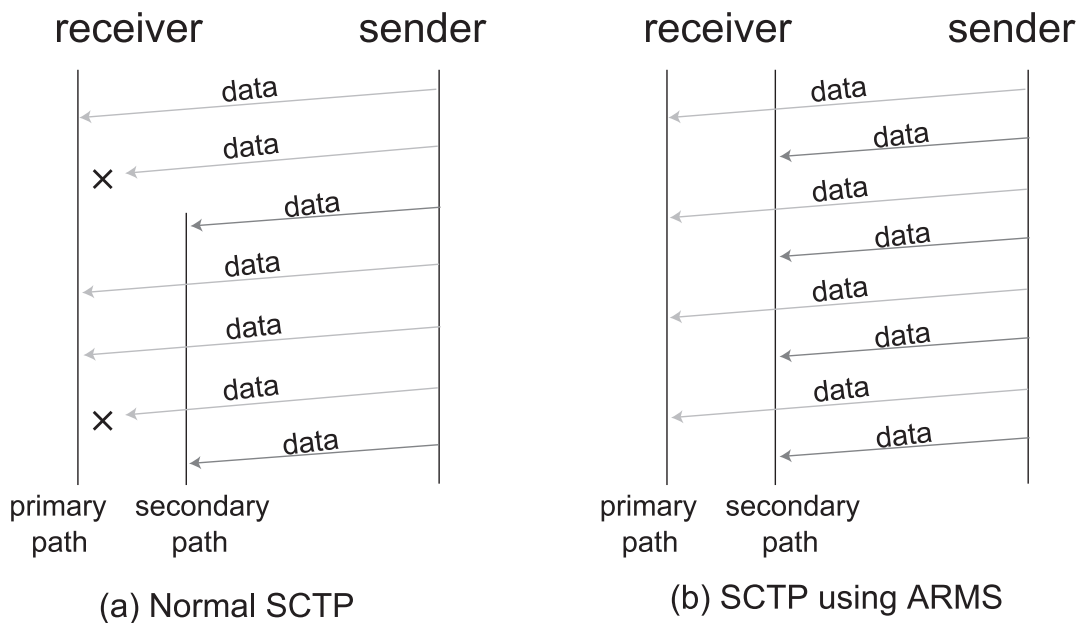 receiver sender
data
data
data
data
data
data
data
primary path
secondary path
(a) Normal SCTP
receiver sender
data
data
data
data
data
data
data
data
primary path
secondary path
(b) SCTP using ARMS